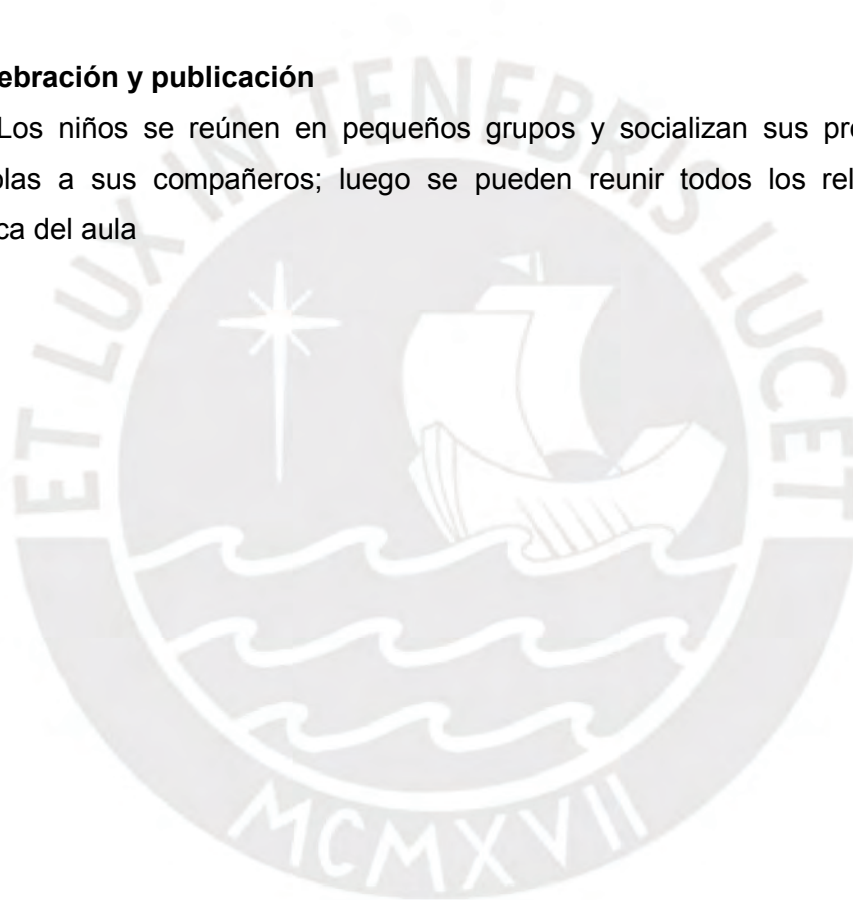 ebración y publicación
Los niños se reúnen en pequeños grupos y socializan sus pr
olas a sus compañeros; luego se pueden reunir todos los rel
ca del aula
ET LUX IN TENEBRIS LUCET
MCMXVII